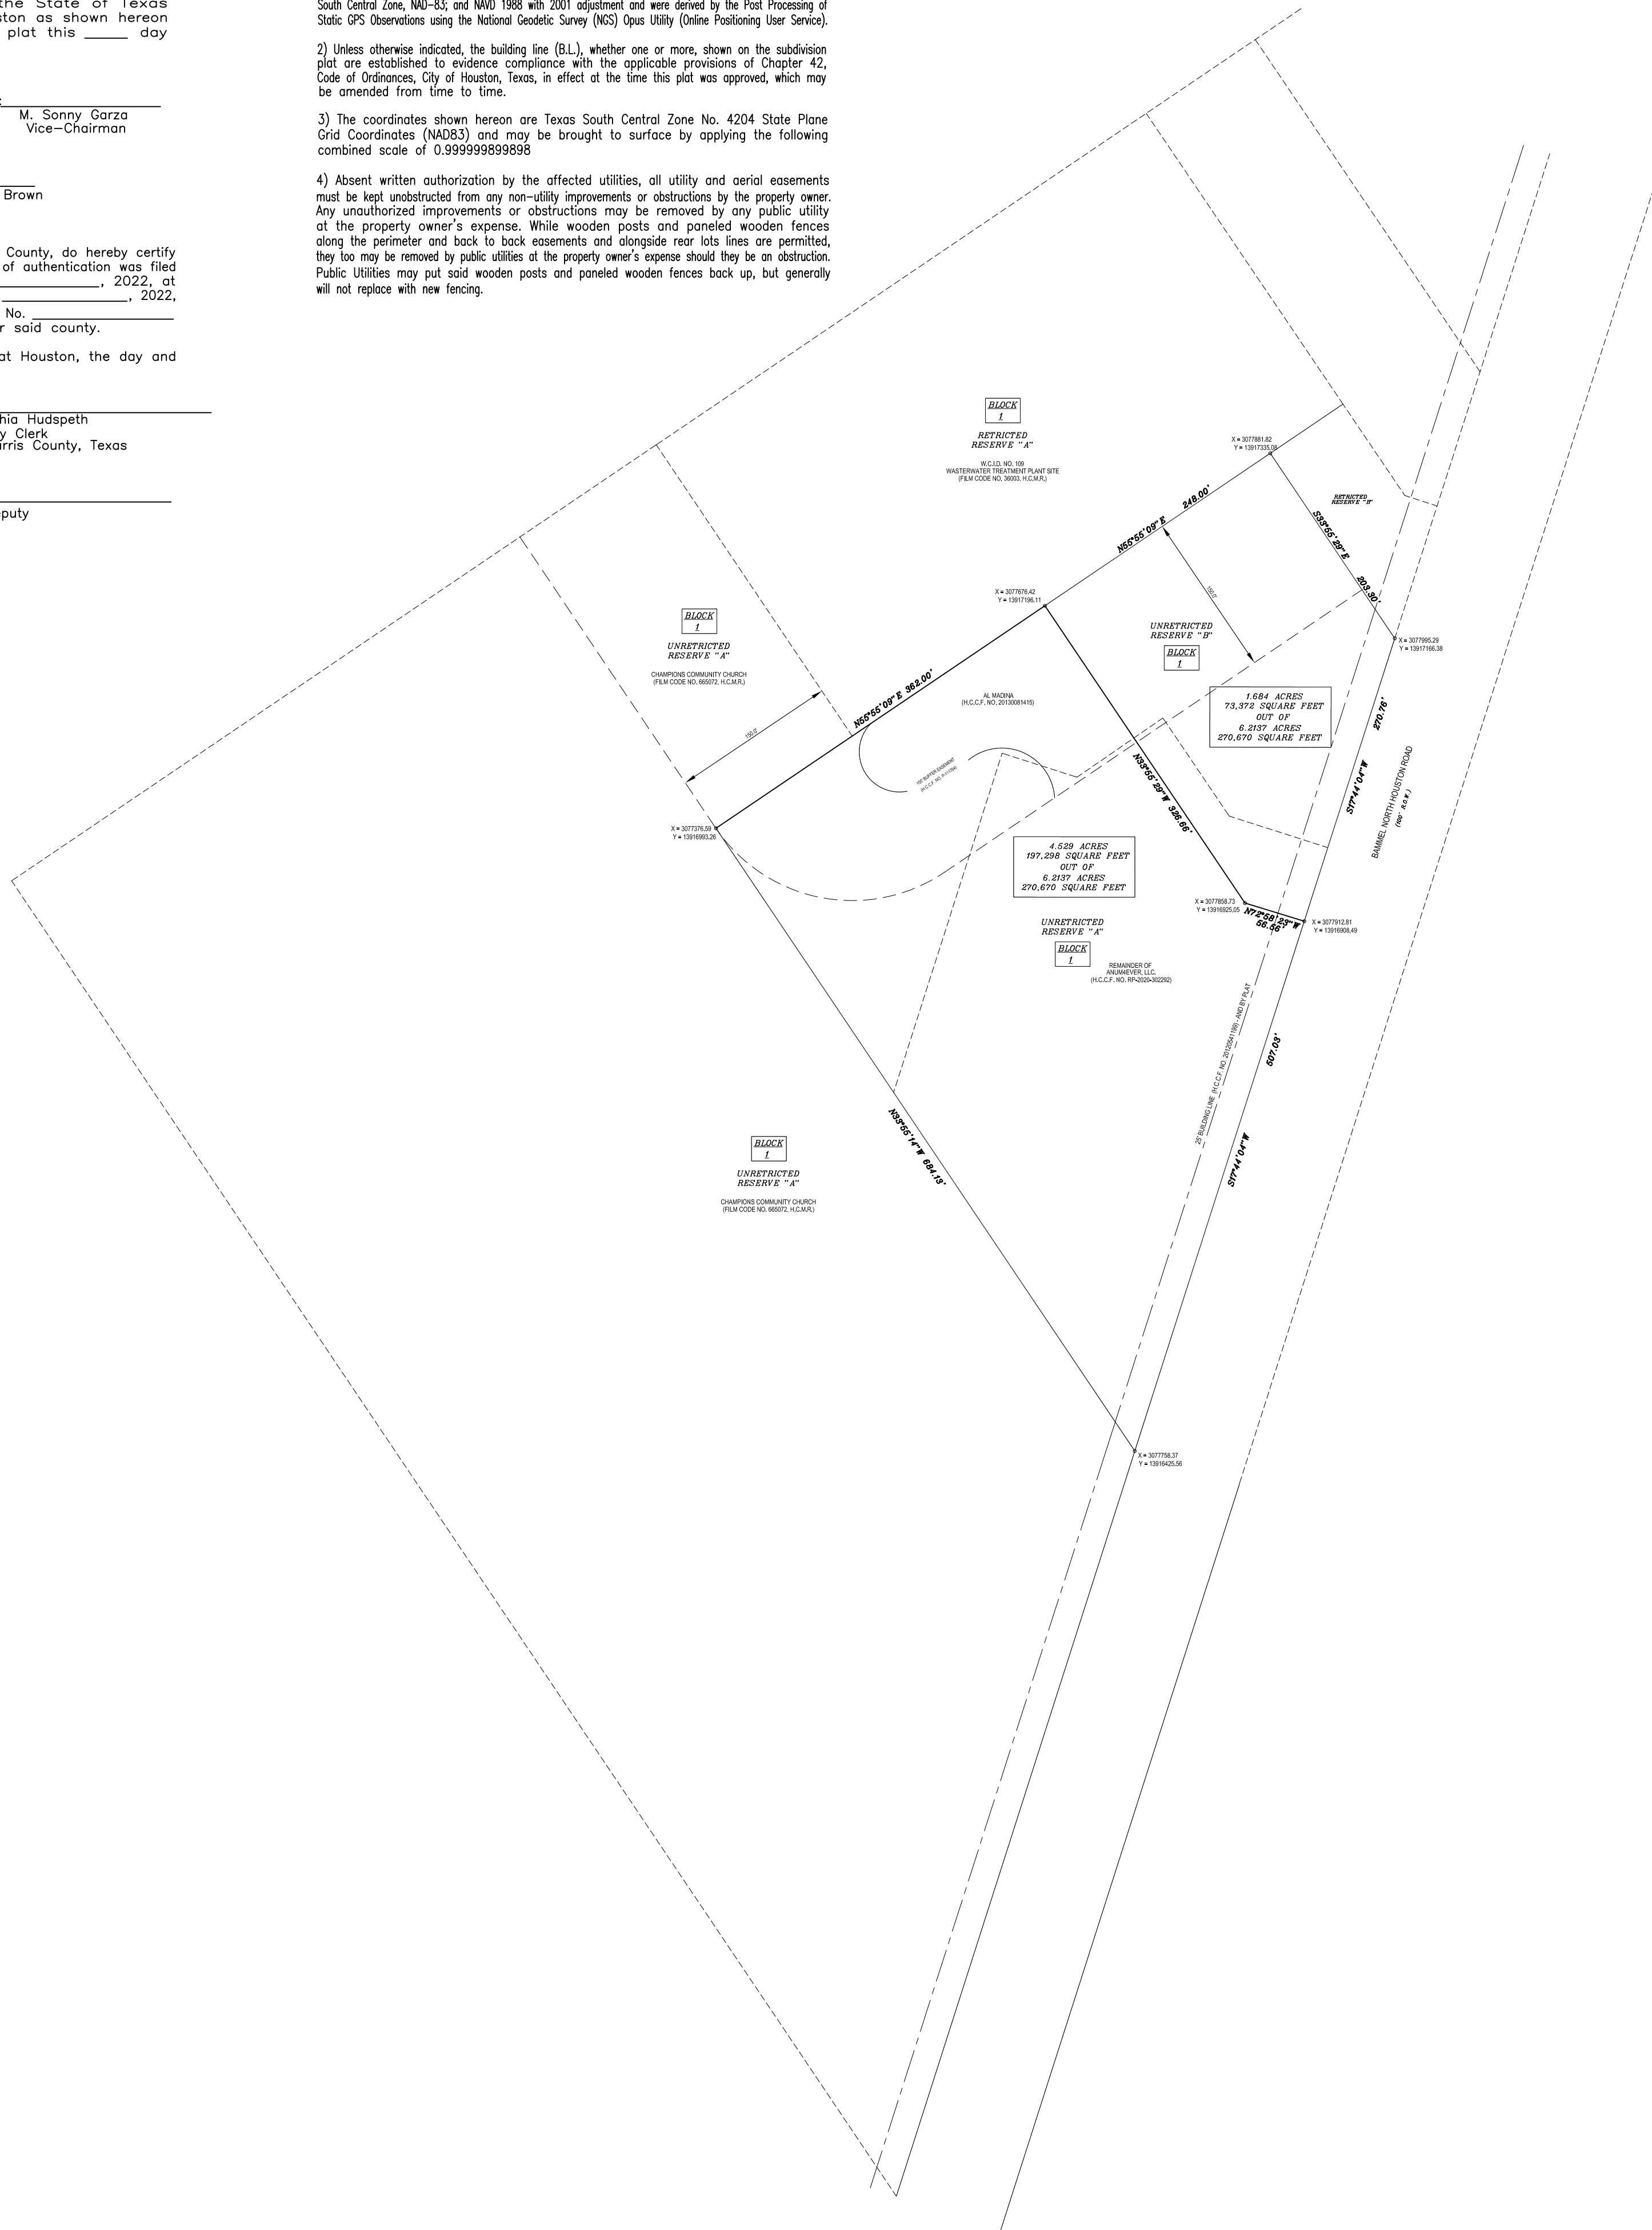 the State of Texas
ston as shown hereon
plat this _____ day
M. Sonny Garza
Vice-Chairman
Brown
County, do hereby certify
of authentication was filed
____________, 2022, at
_______________, 2022,
No. _________________
r said county.
at Houston, the day and
hia Hudspeth
y Clerk
rris County, Texas
puty
South Central Zone, NAD-83; and NAVD 1988 with 2001 adjustment and were derived by the Post Processing of
Static GPS Observations using the National Geodetic Survey (NGS) Opus Utility (Online Positioning User Service).
2) Unless otherwise indicated, the building line (B.L.), whether one or more, shown on the subdivision
plat are established to evidence compliance with the applicable provisions of Chapter 42,
Code of Ordinances, City of Houston, Texas, in effect at the time this plat was approved, which may
be amended from time to time.
3) The coordinates shown hereon are Texas South Central Zone No. 4204 State Plane
Grid Coordinates (NAD83) and may be brought to surface by applying the following
combined scale of 0.999999899898
4) Absent written authorization by the affected utilities, all utility and aerial easements
must be kept unobstructed from any non-utility improvements or obstructions by the property owner.
Any unauthorized improvements or obstructions may be removed by any public utility
at the property owner's expense. While wooden posts and paneled wooden fences
along the perimeter and back to back easements and alongside rear lots lines are permitted,
they too may be removed by public utilities at the property owner's expense should they be an obstruction.
Public Utilities may put said wooden posts and paneled wooden fences back up, but generally
will not replace with new fencing.
BLOCK
1
RETRICTED
RESERVE "A"
W.C.I.D. NO. 109
WASTERWATER TREATMENT PLANT SITE
(FILM CODE NO. 36003, H.C.M.R.)
X = 3077881.82
Y = 13917335.08
RETRICTED
RESERVE "B"
N55°55'09"E 248.00'
S33°55'29"E 203.30'
150.0'
X = 3077676.42
Y = 13917196.11
BLOCK
1
UNRETRICTED
RESERVE "A"
CHAMPIONS COMMUNITY CHURCH
(FILM CODE NO. 665072, H.C.M.R.)
UNRETRICTED
RESERVE "B"
BLOCK
1
X = 3077995.29
Y = 13917166.38
N55°55'09"E 362.00'
AL MADINA
(H.C.C.F. NO. 20130081415)
1.684 ACRES
73,372 SQUARE FEET
OUT OF
6.2137 ACRES
270,670 SQUARE FEET
150.0'
S17°44'04"W 270.76'
BAMMEL NORTH HOUSTON ROAD
(100' R.O.W.)
BUFFER EASEMENT
N33°55'29"W 326.66'
X = 3077376.59
Y = 13916993.26
4.529 ACRES
197,298 SQUARE FEET
OUT OF
6.2137 ACRES
270,670 SQUARE FEET
X = 3077858.73
Y = 13916925.05
N72°58'23"W
56.56'
X = 3077912.81
Y = 13916908.49
UNRETRICTED
RESERVE "A"
BLOCK
1
REMAINDER OF
ANUM4EVER, LLC.
(H.C.C.F. NO. RP-2020-302292)
25' BUILDING LINE (H.C.C.F. NO. 20120541199) - AND BY PLAT
S17°44'04"W 507.03'
N33°55'14"W 684.13'
BLOCK
1
UNRETRICTED
RESERVE "A"
CHAMPIONS COMMUNITY CHURCH
(FILM CODE NO. 665072, H.C.M.R.)
X = 3077758.37
Y = 13916425.56